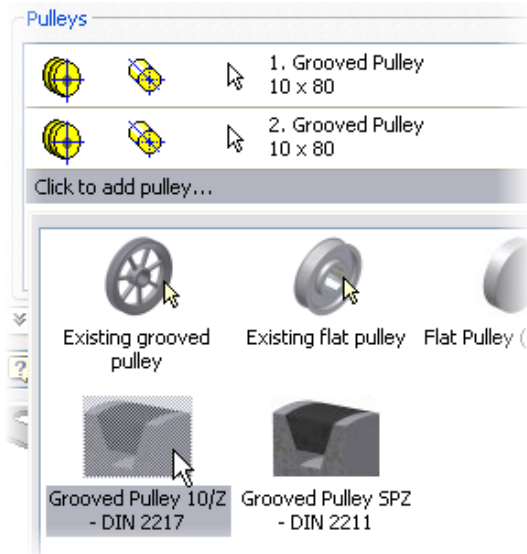 Pulleys
1. Grooved Pulley
10 x 80
2. Grooved Pulley
10 x 80
Click to add pulley...
Existing grooved
pulley
Existing flat pulley
Flat Pulley (
Grooved Pulley 10/Z
- DIN 2217
Grooved Pulley SPZ
- DIN 2211